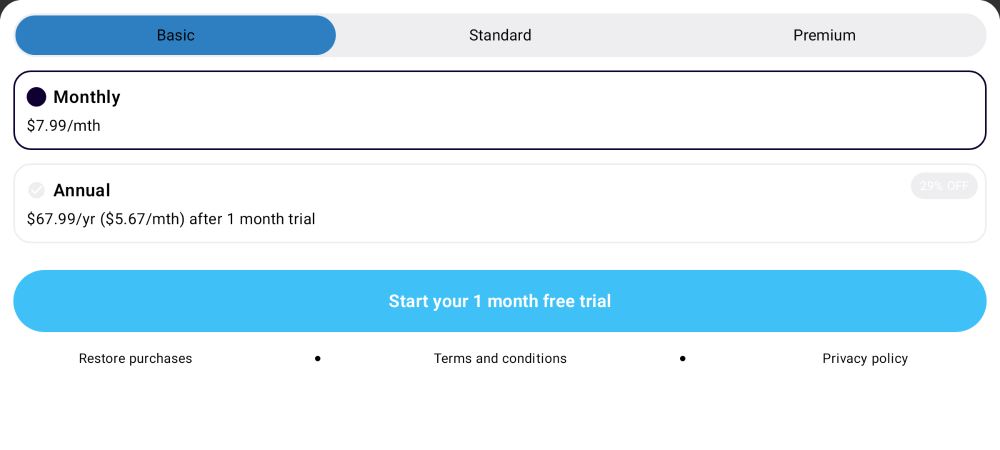 Basic Standard Premium
Monthly
$7.99/mth
Annual
29% OFF
$67.99/yr ($5.67/mth) after 1 month trial
Start your 1 month free trial
Restore purchases • Terms and conditions • Privacy policy